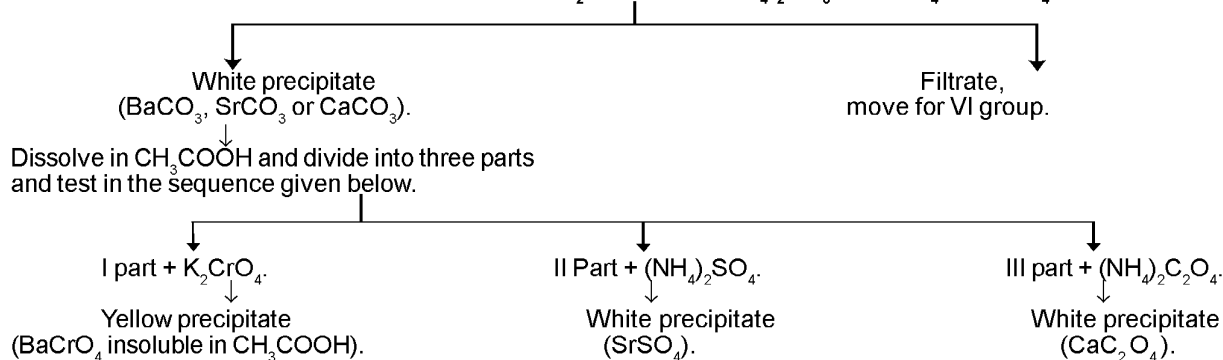 White precipitate
(BaCO₃, SrCO₃ or CaCO₃).
Filtrate,
move for VI group.
Dissolve in CH₃COOH and divide into three parts
and test in the sequence given below.
I part + K₂CrO₄.
II Part + (NH₄)₂SO₄.
III part + (NH₄)₂C₂O₄.
Yellow precipitate
(BaCrO₄ insoluble in CH₃COOH).
White precipitate
(SrSO₄).
White precipitate
(CaC₂O₄).